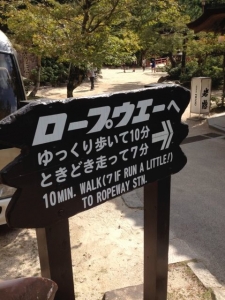 ロープウエーへ
ゆっくり歩いて10分
ときどき走って7分
10MIN. WALK(7 IF RUN A LITTLE!)
TO ROPEWAY STN.